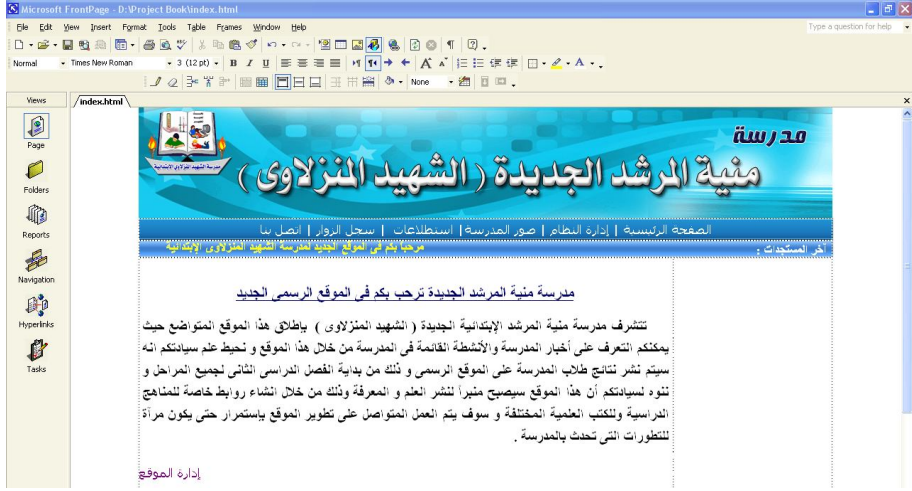 Microsoft FrontPage - D:\Project Book\index.html
File Edit View Insert Format Tools Table Frames Window Help
Type a question for help
Normal Times New Roman 3 (12 pt) B I U
None
Views
/index.html\
Page
Folders
Reports
Navigation
Hyperlinks
Tasks
مدرسة
منية المرشد الجديدة ( الشهيد المنزلاوى )
الصفحة الرئيسية | إدارة النظام | صور المدرسة | استطلاعات | سجل الزوار | اتصل بنا
آخر المستجدات :
مرحبا بكم فى الموقع الجديد لمدرسة الشهيد المنزلاوى الإبتدائية
مدرسة منية المرشد الجديدة ترحب بكم فى الموقع الرسمى الجديد
تتشرف مدرسة منية المرشد الإبتدائية الجديدة ( الشهيد المنزلاوى ) بإطلاق هذا الموقع المتواضع حيث
يمكنكم التعرف على أخبار المدرسة والأنشطة القائمة فى المدرسة من خلال هذا الموقع و نحيط علم سيادتكم انه
سيتم نشر نتائج طلاب المدرسة على الموقع الرسمى و ذلك من بداية الفصل الدراسى الثانى لجميع المراحل و
ننوه لسيادتكم أن هذا الموقع سيصبح منبراً لنشر العلم و المعرفة وذلك من خلال انشاء روابط خاصة للمناهج
الدراسية وللكتب العلمية المختلفة و سوف يتم العمل المتواصل على تطوير الموقع بإستمرار حتى يكون مرآة
للتطورات التى تحدث بالمدرسة .
إدارة الموقع